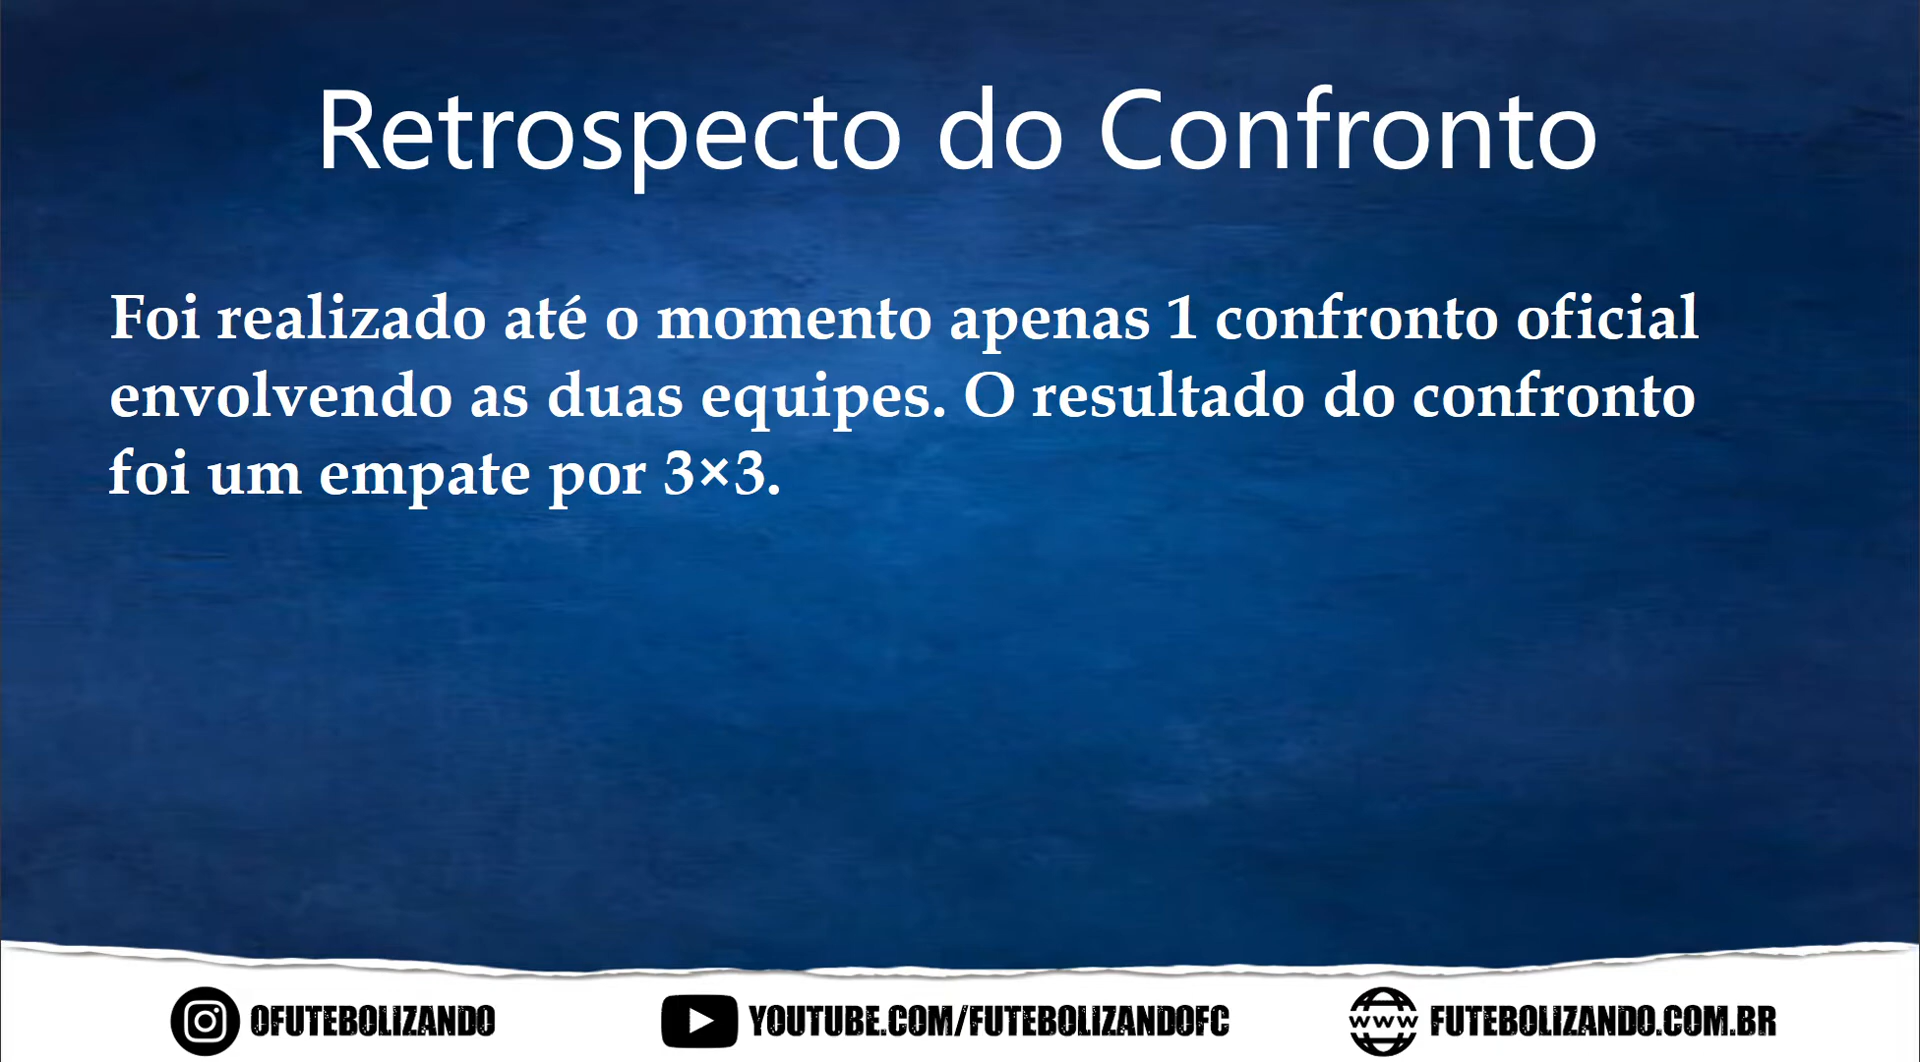 Retrospecto do Confronto
Foi realizado até o momento apenas 1 confronto oficial
envolvendo as duas equipes. O resultado do confronto
foi um empate por 3×3.
OFUTEBOLIZANDO
YOUTUBE.COM/FUTEBOLIZANDOFC
WWW
FUTEBOLIZANDO.COM.BR